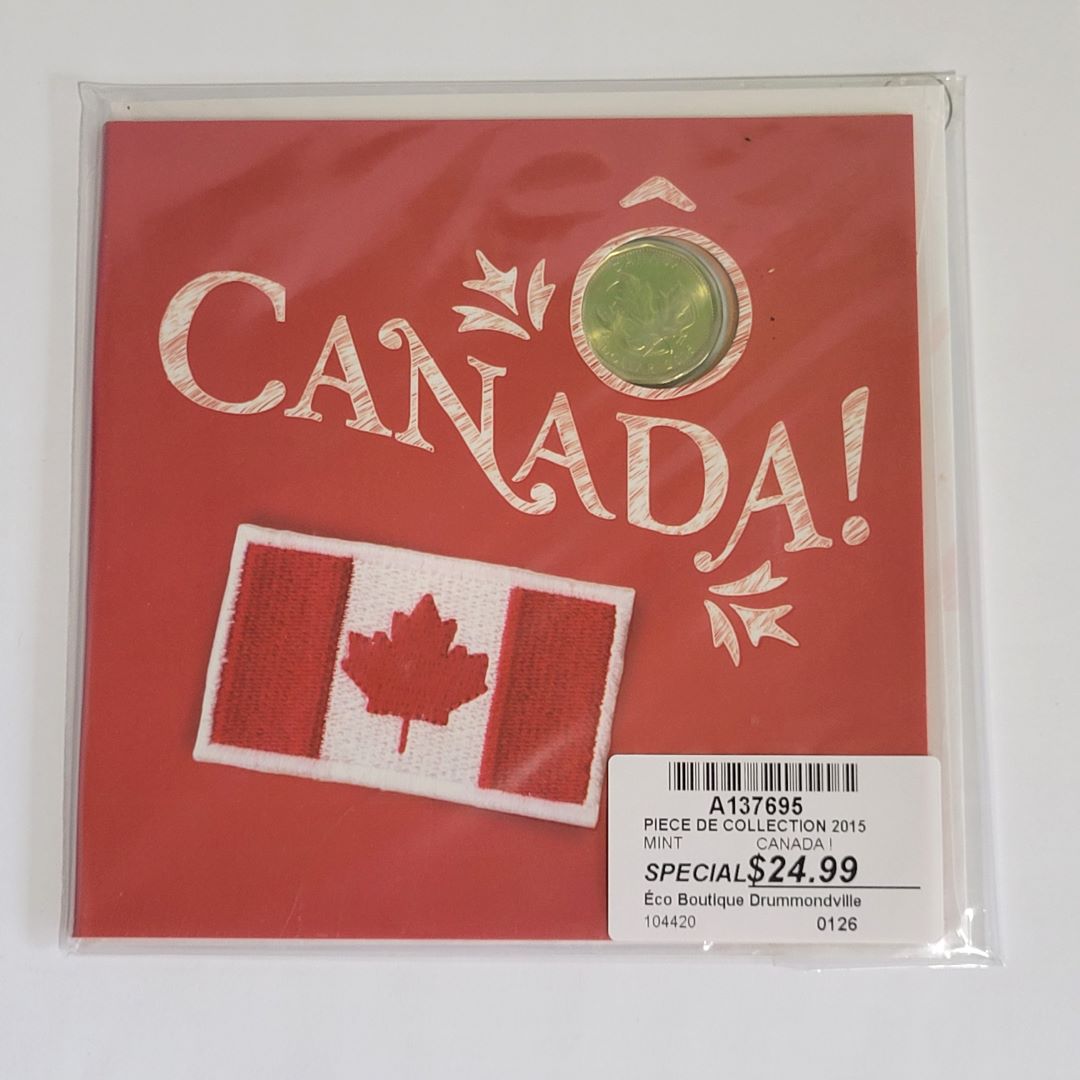 Ô
CANADA!
A137695
PIECE DE COLLECTION 2015
MINT CANADA !
SPECIAL $24.99
Éco Boutique Drummondville
104420 0126